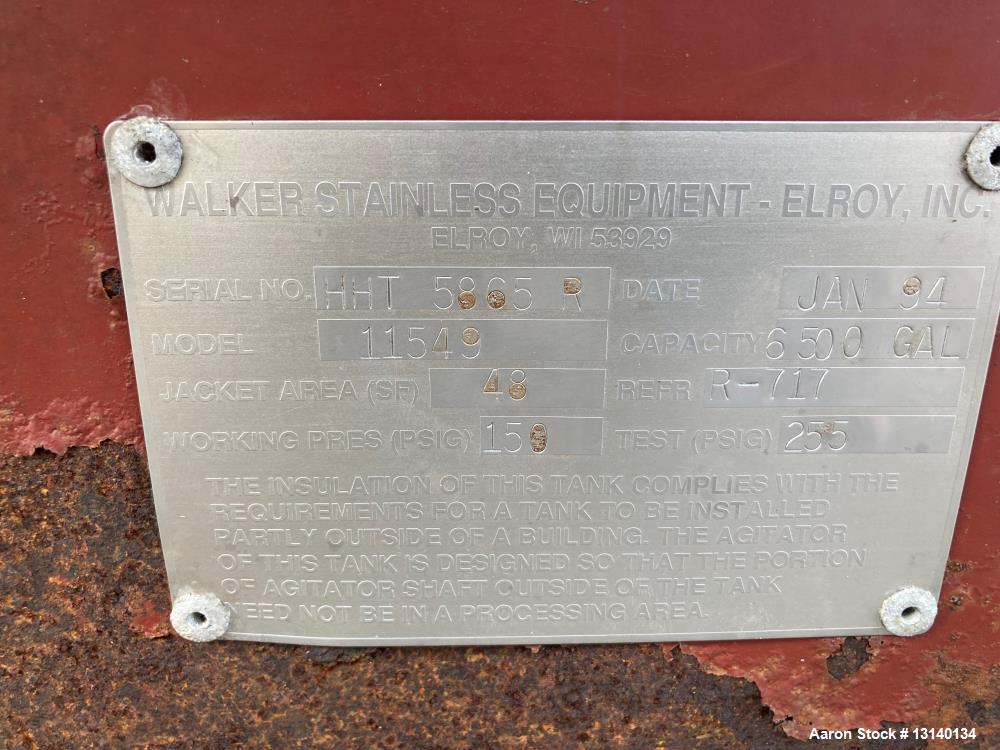 WALKER STAINLESS EQUIPMENT - ELROY, INC.
ELROY, WI 53929
SERIAL NO. HHT 5865 R DATE JAN 94
MODEL 11549 CAPACITY 6500 GAL
JACKET AREA (SF) 48 REFR R-717
WORKING PRES (PSIG) 150 TEST (PSIG) 255
THE INSULATION OF THIS TANK COMPLIES WITH THE
REQUIREMENTS FOR A TANK TO BE INSTALLED
PARTLY OUTSIDE OF A BUILDING. THE AGITATOR
OF THIS TANK IS DESIGNED SO THAT THE PORTION
OF AGITATOR SHAFT OUTSIDE OF THE TANK
NEED NOT BE IN A PROCESSING AREA.
Aaron Stock # 13140134